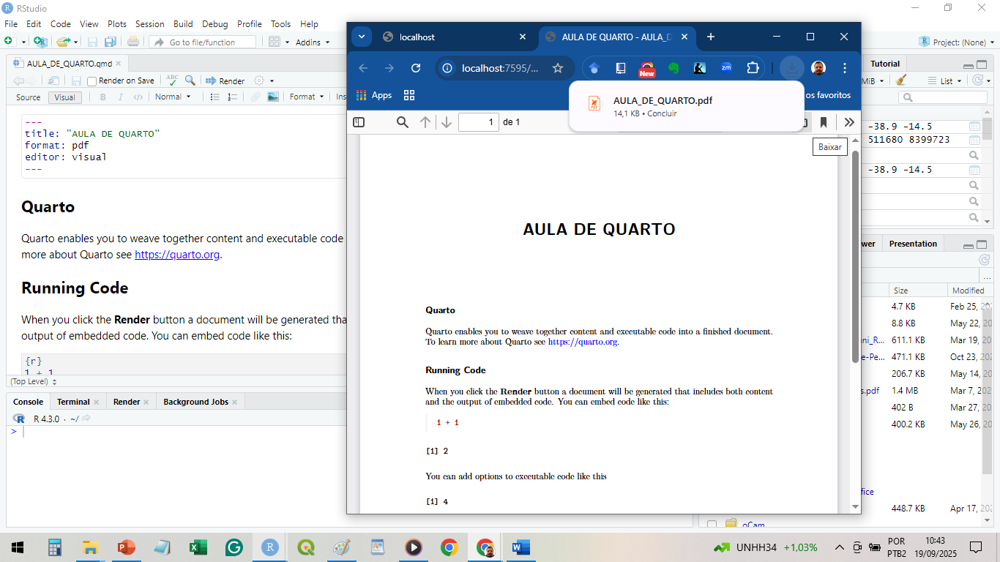 RStudio
File Edit Code View Plots Session Build Debug Profile Tools Help
Go to file/function
Addins
Project: (None)
AULA_DE_QUARTO.qmd
Render on Save
ABC
Render
Source Visual B I </> Normal Format Ins
---
title: "AULA DE QUARTO"
format: pdf
editor: visual
---
Quarto
Quarto enables you to weave together content and executable code
more about Quarto see https://quarto.org.
Running Code
When you click the Render button a document will be generated tha
output of embedded code. You can embed code like this:
{r}
1 + 1
(Top Level)
Console Terminal Render Background Jobs
R 4.3.0 · ~/
>
localhost
AULA DE QUARTO - AULA_D
localhost:7595/...
New
zm
Apps
os favoritos
AULA_DE_QUARTO.pdf
14,1 KB • Concluir
PDF
1 de 1
Baixar
AULA DE QUARTO
Quarto
Quarto enables you to weave together content and executable code into a finished document.
To learn more about Quarto see https://quarto.org.
Running Code
When you click the Render button a document will be generated that includes both content
and the output of embedded code. You can embed code like this:
1 + 1
[1] 2
You can add options to executable code like this
[1] 4
Tutorial
MiB List
-38.9 -14.5
511680 8399723
-38.9 -14.5
wer Presentation
...
Size Modified
4.7 KB Feb 25, 20
8.8 KB May 22, 20
ni_R... 611.1 KB Mar 19, 20
e-Pe... 471.1 KB Oct 23, 20
206.7 KB May 14, 20
s.pdf 1.4 MB Mar 7, 20
402 B Mar 27, 20
400.2 KB May 26, 20
ffice
448.7 KB Apr 17, 20
oCam
UNHH34 +1,03%
POR
PTB2
10:43
19/09/2025